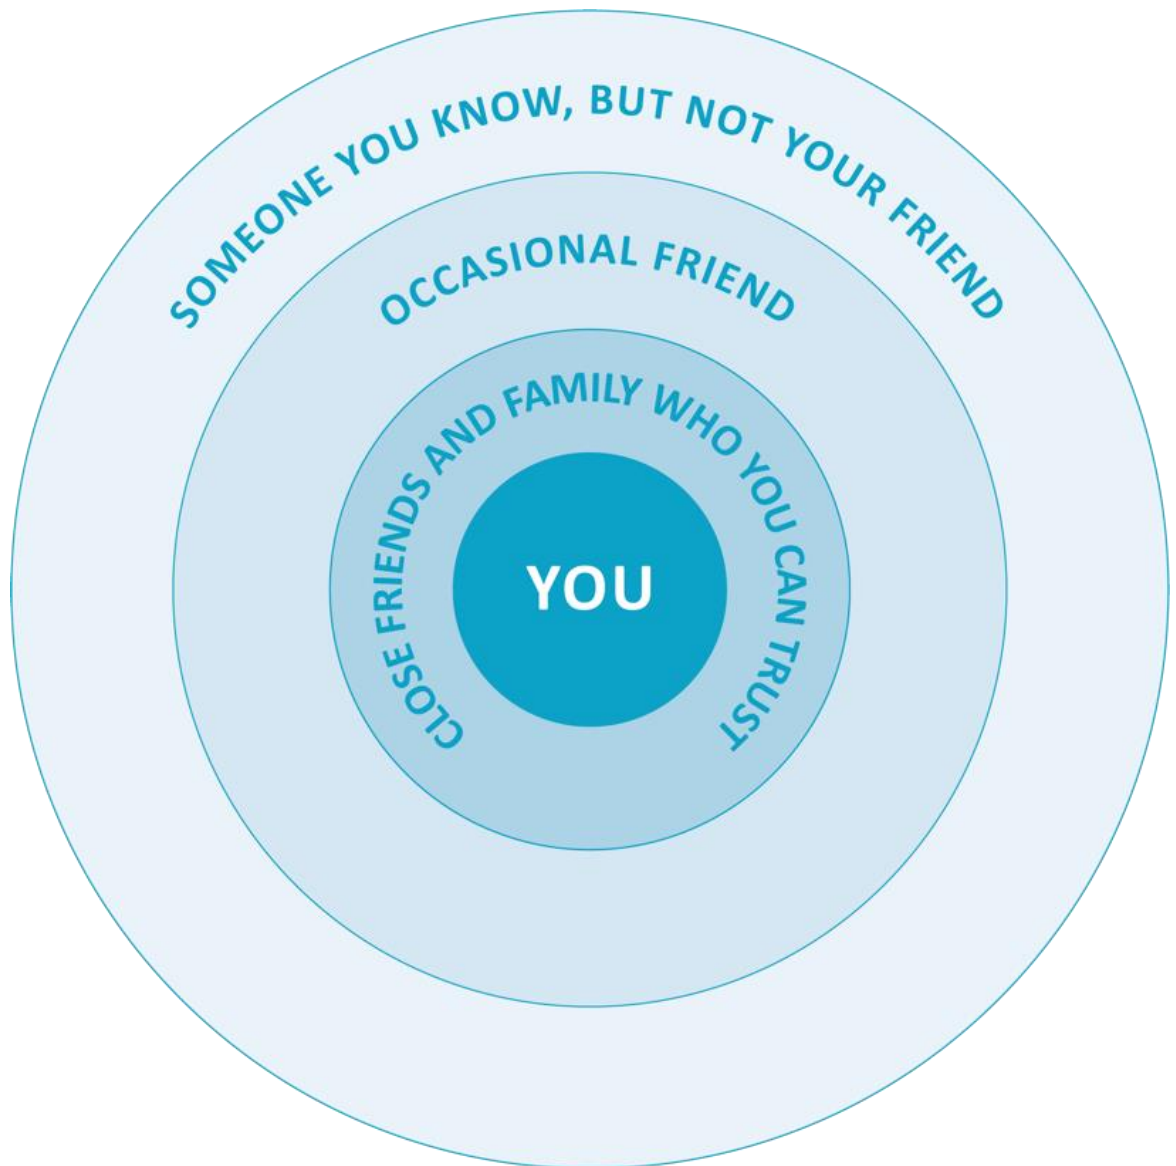 SOMEONE YOU KNOW, BUT NOT YOUR FRIEND
OCCASIONAL FRIEND
CLOSE FRIENDS AND FAMILY WHO YOU CAN TRUST
YOU